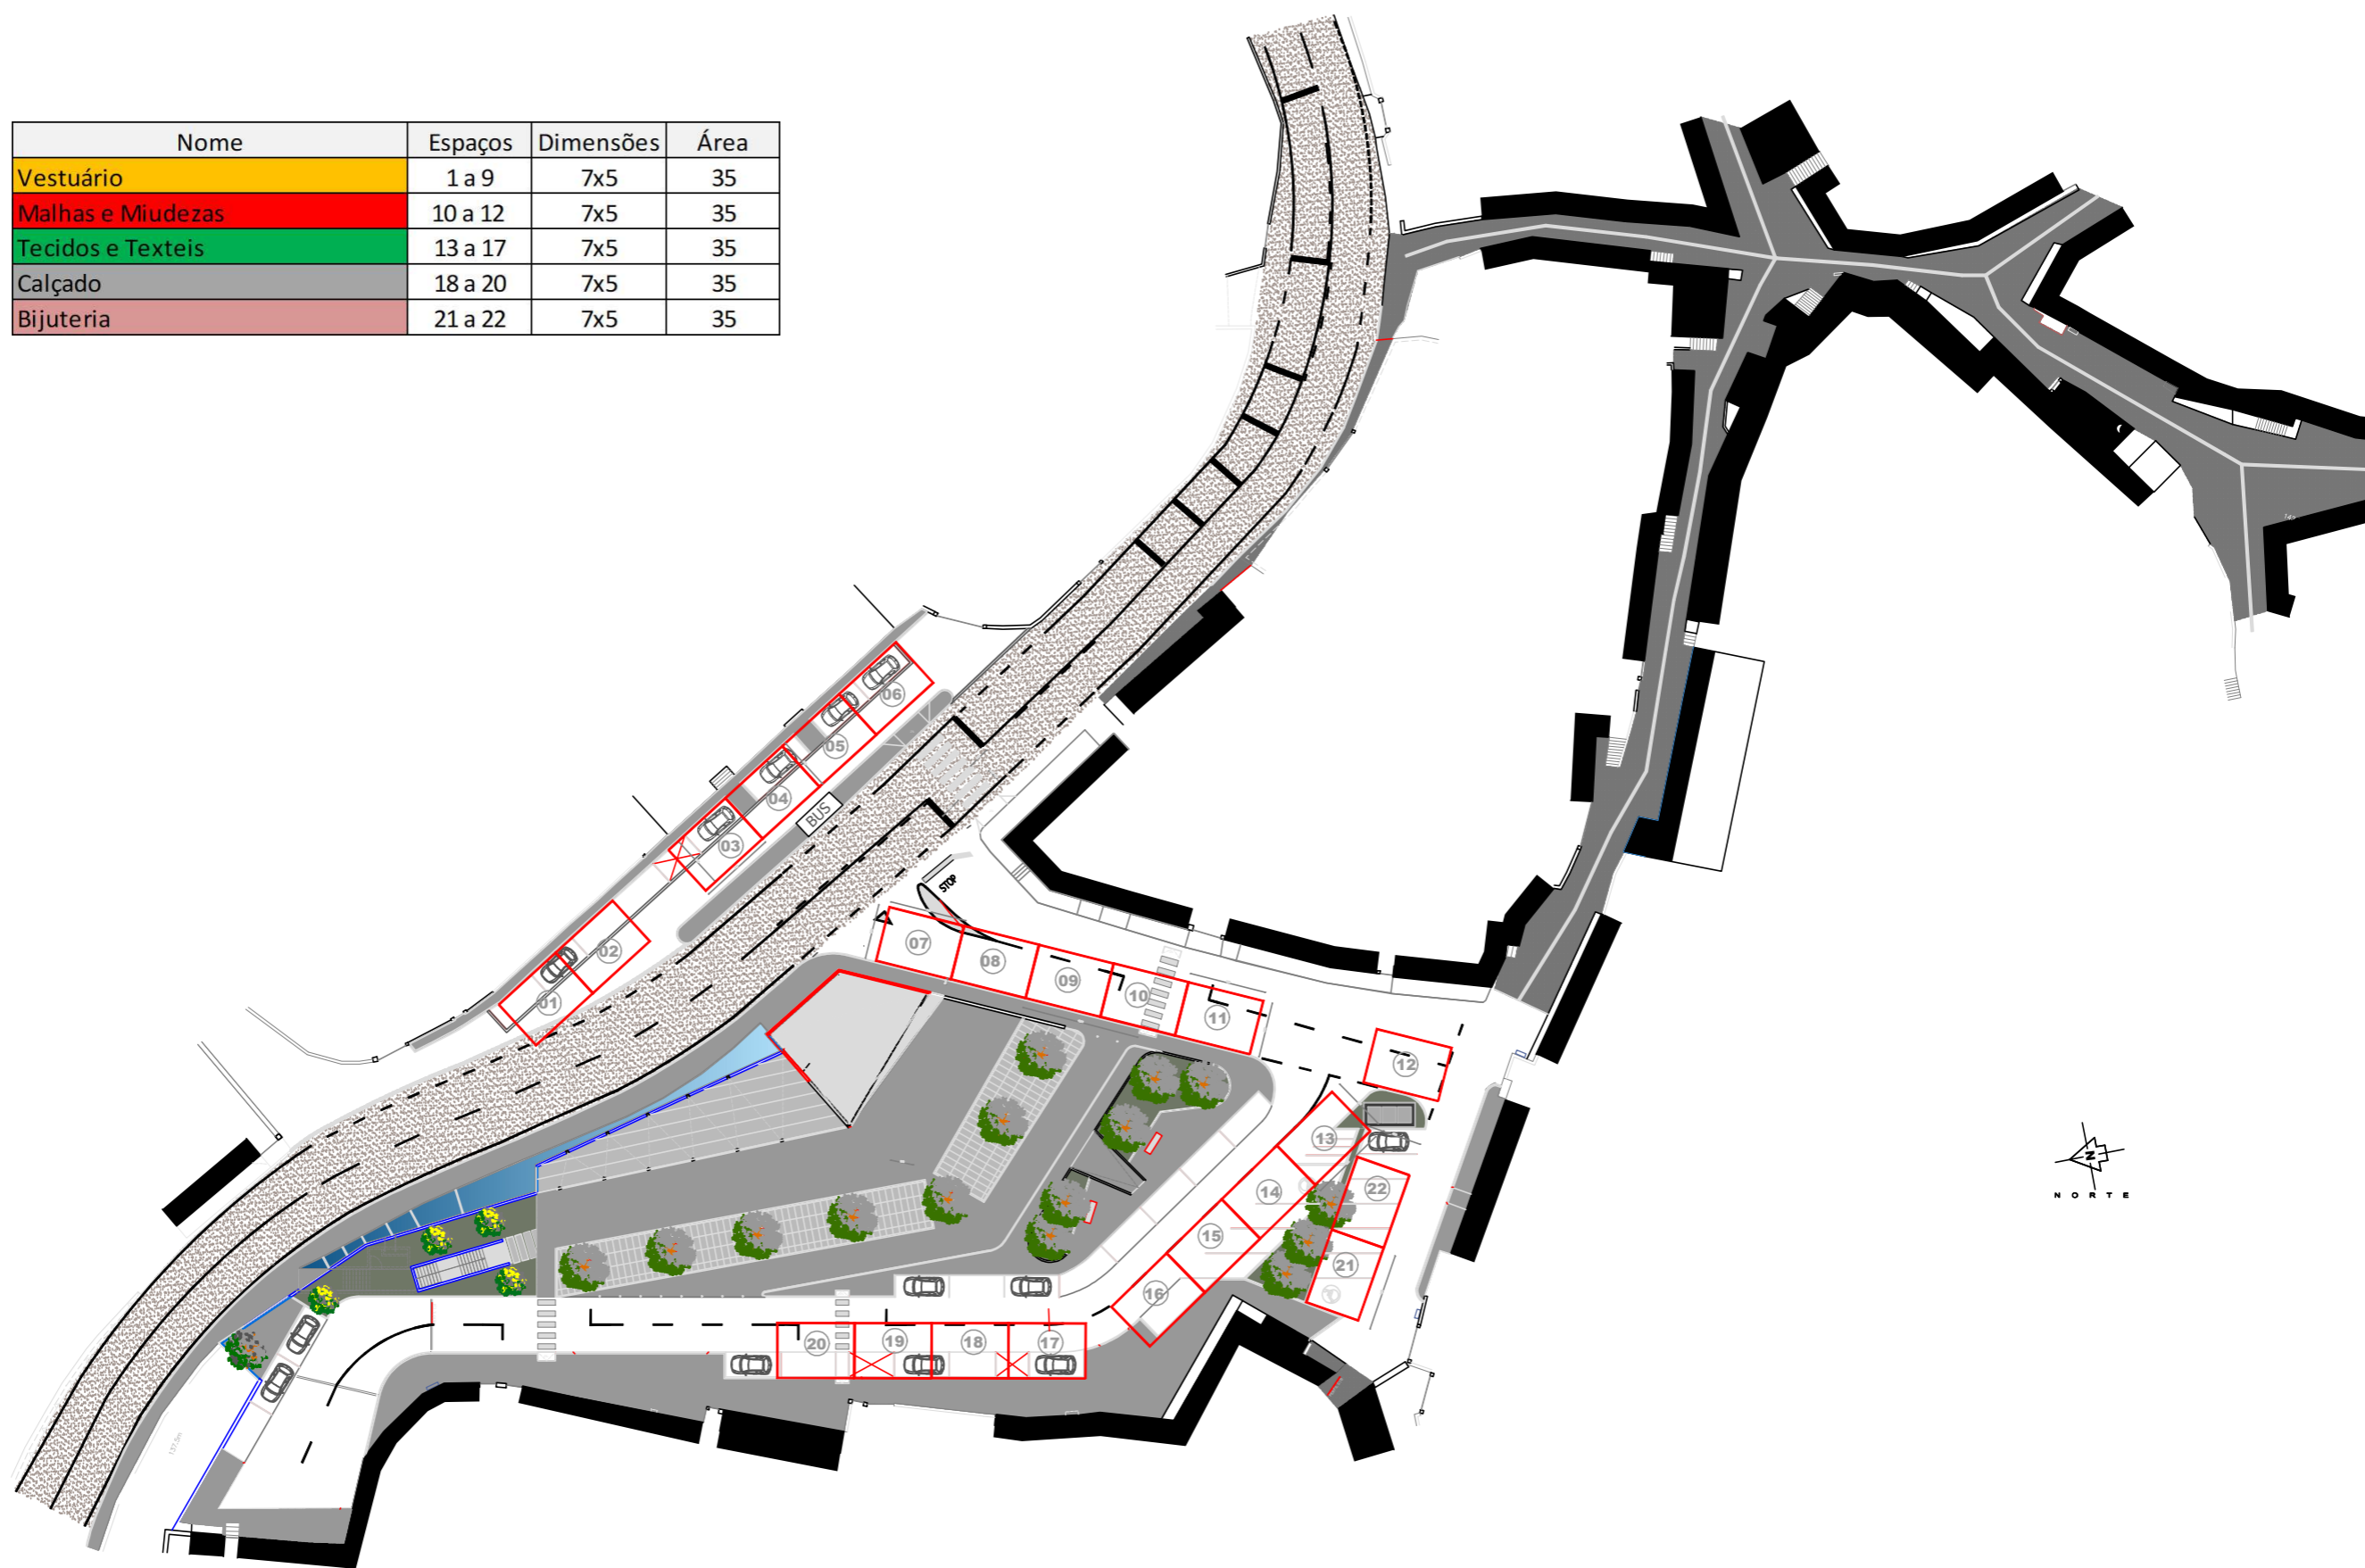 Nome Espaços Dimensões Área
Vestuário 1 a 9 7x5 35
Malhas e Miudezas 10 a 12 7x5 35
Tecidos e Texteis 13 a 17 7x5 35
Calçado 18 a 20 7x5 35
Bijuteria 21 a 22 7x5 35
06
05
04
BUS
03
STOP
02
07
08
09
01
10
11
12
13
22
14
15
21
16
20
19
18
17
N
NORTE
137.5m